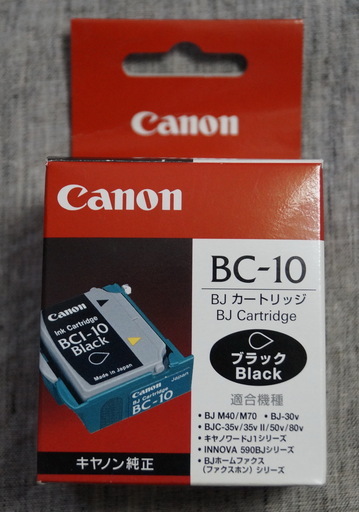 Canon
Canon
BC-10
BJ カートリッジ
BJ Cartridge
ブラック
Black
適合機種
• BJ M40/M70 • BJ-30v
• BJC-35v/35vII/50v/80v
• キヤノワードJ1シリーズ
• INNOVA 590BJシリーズ
• BJホームファクス
(ファクスホン) シリーズ
Canon
Ink Cartridge
BCI-10
Black
Made in Japan
Canon
BJ Cartridge
BC-10
Japan
キヤノン純正